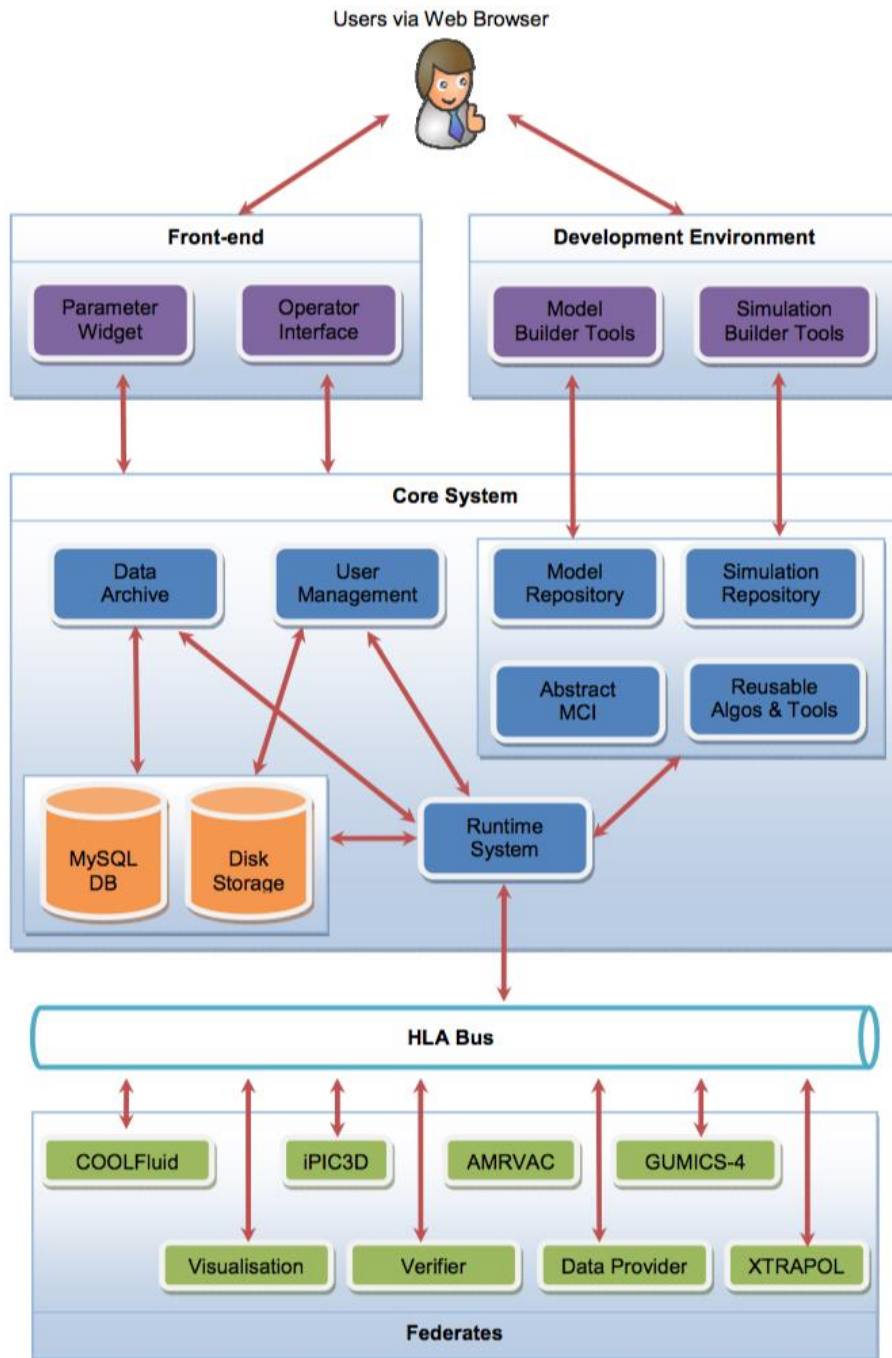 Users via Web Browser
Front-end
Development Environment
Parameter
Widget
Operator
Interface
Model
Builder Tools
Simulation
Builder Tools
Core System
Data
Archive
User
Management
Model
Repository
Simulation
Repository
Abstract
MCI
Reusable
Algos & Tools
MySQL
DB
Disk
Storage
Runtime
System
HLA Bus
COOLFluid
iPIC3D
AMRVAC
GUMICS-4
Visualisation
Verifier
Data Provider
XTRAPOL
Federates